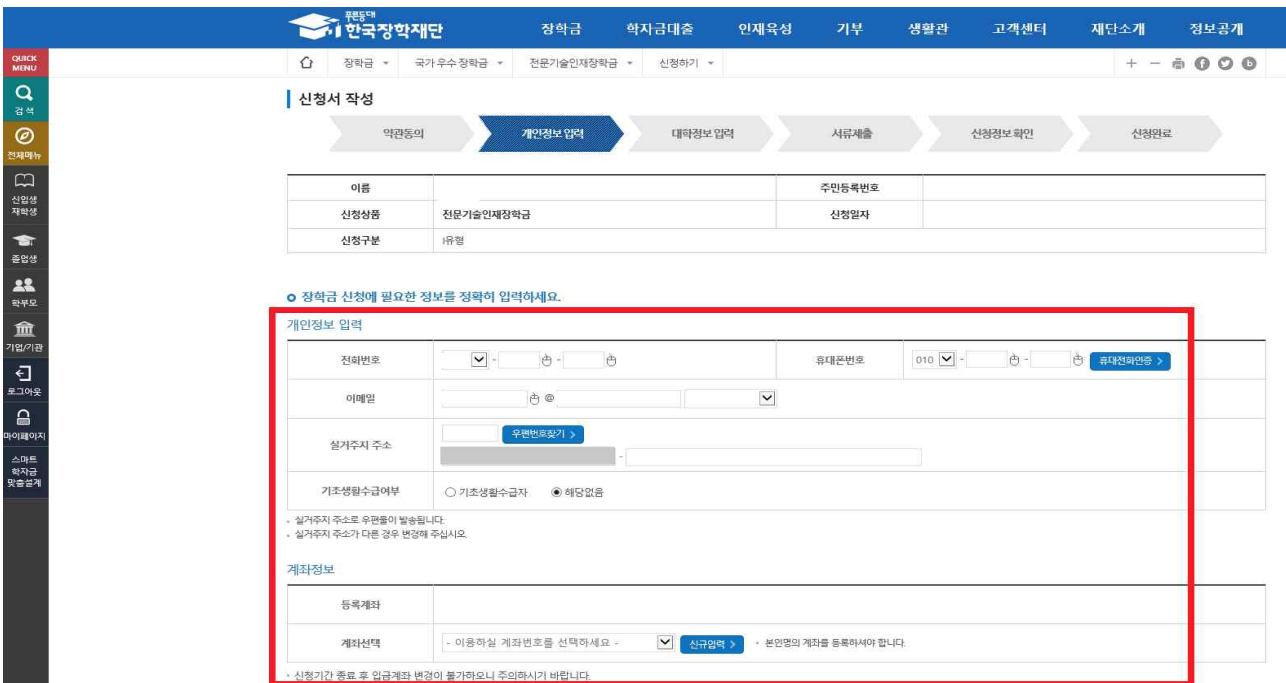 푸른등대
한국장학재단 장학금 학자금대출 인재육성 기부 생활관 고객센터 재단소개 정보공개
QUICK
MENU
장학금 국가우수장학금 전문기술인재장학금 신청하기 + -
검색
전체메뉴
신입생
재학생
졸업생
학부모
기업/기관
로그아웃
마이페이지
스마트
학자금
맞춤설계
신청서 작성
약관동의 개인정보 입력 대학정보 입력 서류제출 신청정보 확인 신청완료
이름 주민등록번호
신청상품 전문기술인재장학금 신청일자
신청구분 I유형
장학금 신청에 필요한 정보를 정확히 입력하세요.
개인정보 입력
전화번호 - - 휴대폰번호 010 - - 휴대전화인증 >
이메일 @
실거주지 주소 우편번호찾기 >
-
기초생활수급여부 기초생활수급자 해당없음
실거주지 주소로 우편물이 발송됩니다.
실거주지 주소가 다른 경우 변경해 주십시오.
계좌정보
등록계좌
계좌선택 - 이용하실 계좌번호를 선택하세요 - 신규입력 > 본인명의 계좌를 등록하셔야 합니다.
신청기간 종료 후 입금계좌 변경이 불가하오니 주의하시기 바랍니다.